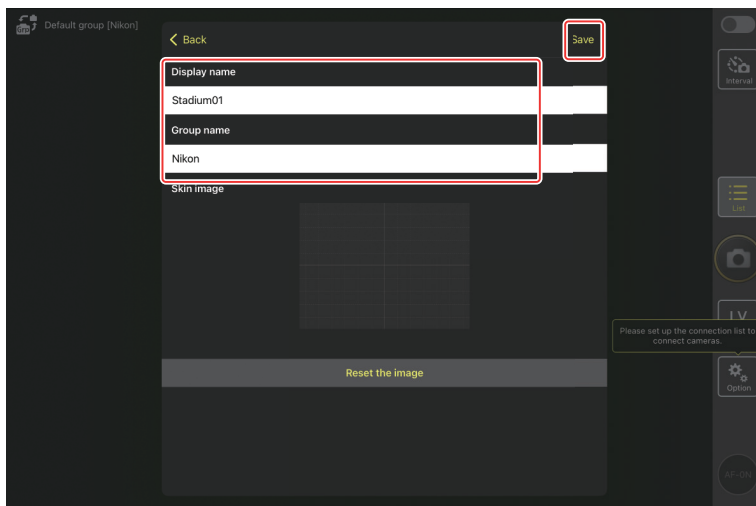 Grp
Default group [Nikon]
Back
Save
Display name
Stadium01
Group name
Nikon
Skin image
Reset the image
Interval
List
LV
Please set up the connection list to
connect cameras.
Option
AF-ON